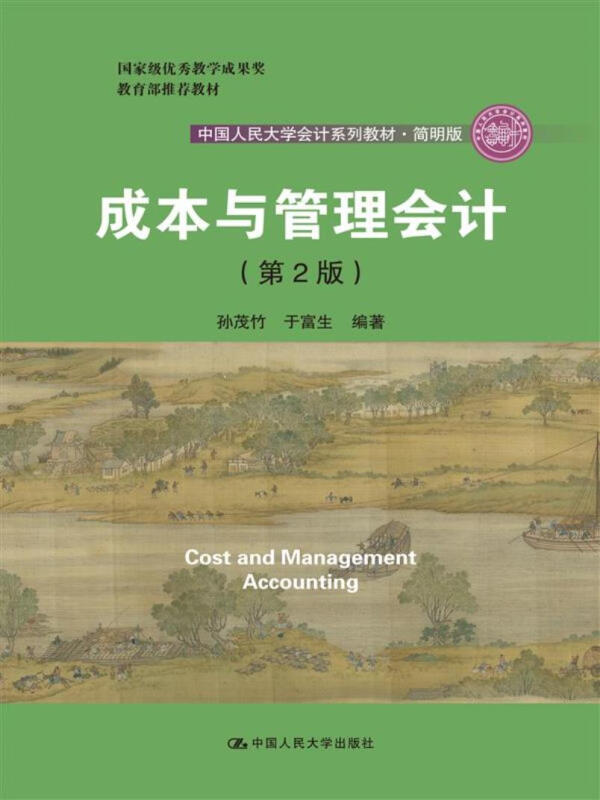 国家级优秀教学成果奖
教育部推荐教材
中国人民大学会计系列教材·简明版
成本与管理会计
（第2版）
孙茂竹 于富生 编著
Cost and Management
Accounting
中国人民大学出版社